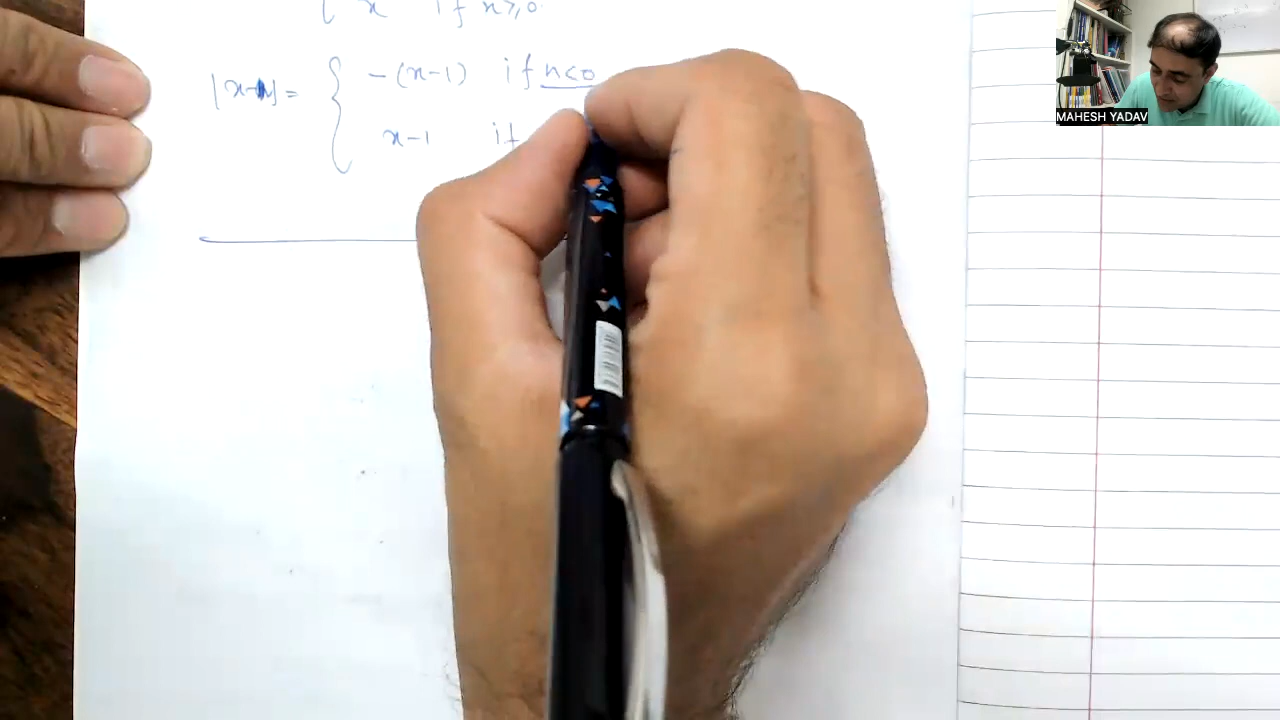 x if x≥0
|x-1| = { -(x-1) if x<0
x-1 if
MAHESH YADAV